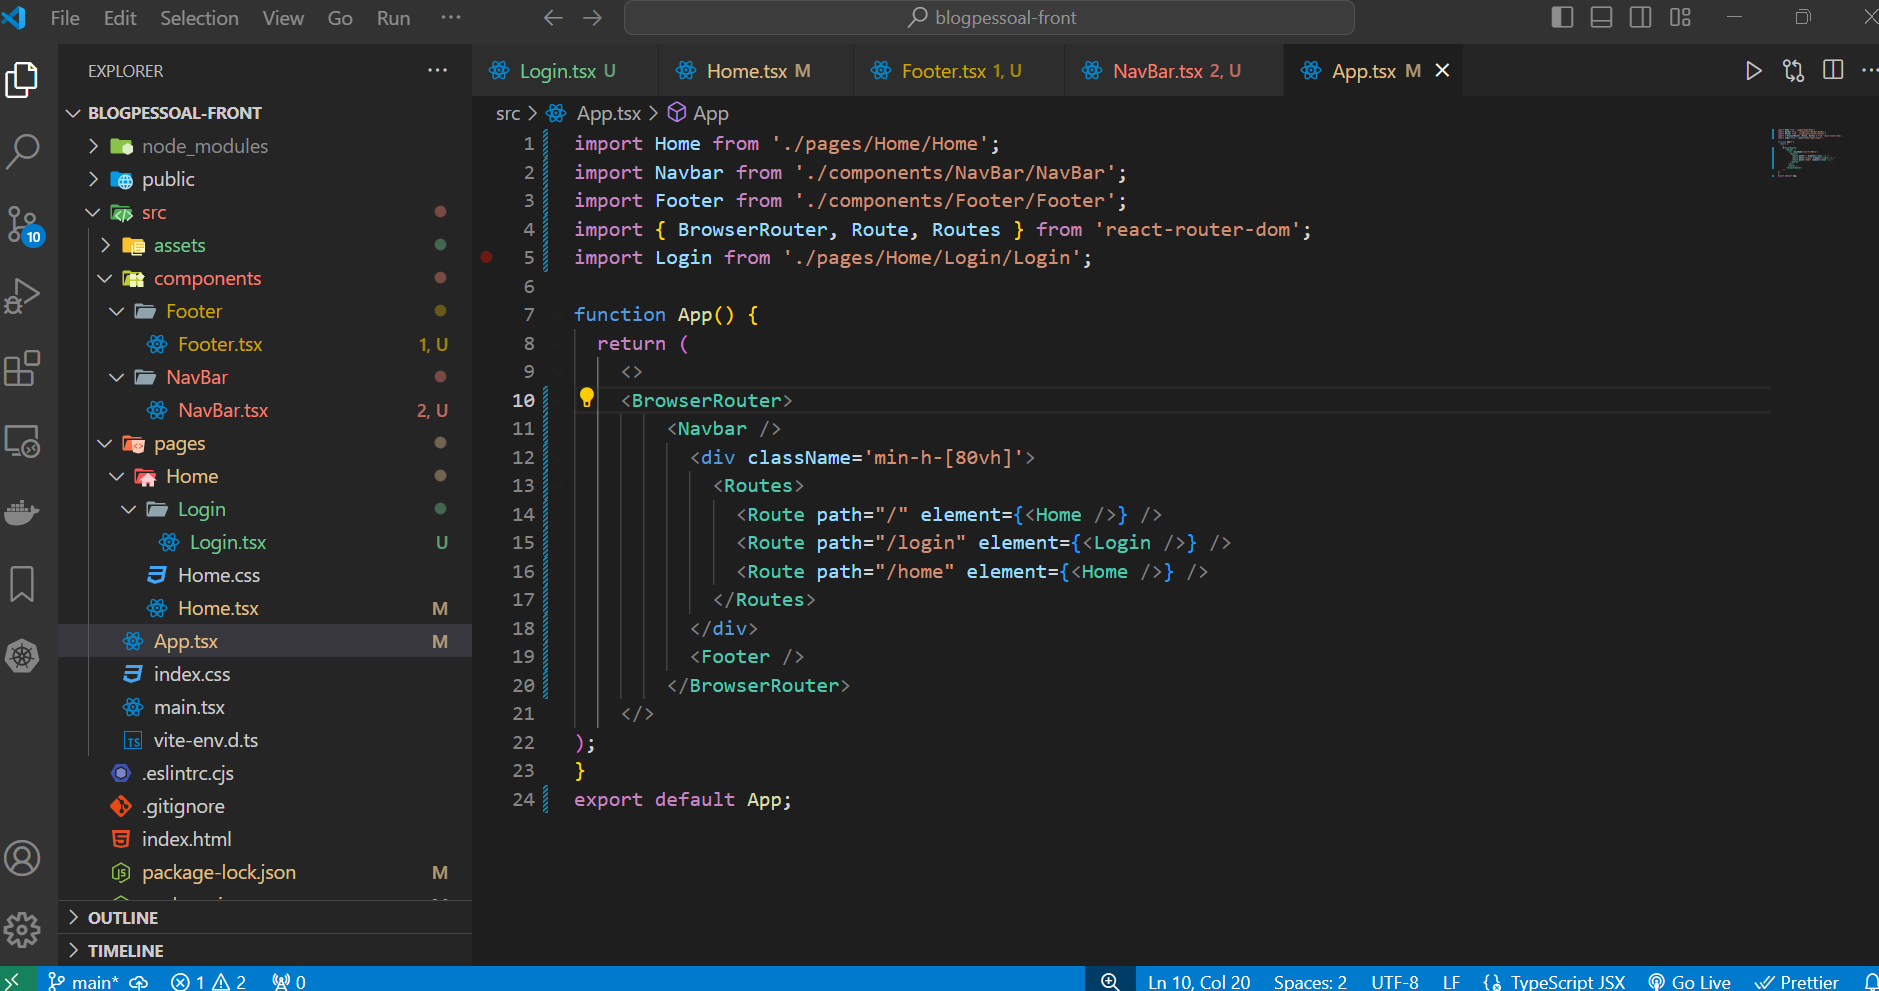 File Edit Selection View Go Run ··· blogpessoal-front
EXPLORER ···
BLOGPESSOAL-FRONT
node_modules
public
src
assets
components
Footer
Footer.tsx 1, U
NavBar
NavBar.tsx 2, U
pages
Home
Login
Login.tsx U
Home.css
Home.tsx M
App.tsx M
index.css
main.tsx
TS vite-env.d.ts
.eslintrc.cjs
.gitignore
index.html
package-lock.json M
OUTLINE
TIMELINE
10
Login.tsx U Home.tsx M Footer.tsx 1, U NavBar.tsx 2, U App.tsx M
src > App.tsx > App
1 import Home from './pages/Home/Home';
2 import Navbar from './components/NavBar/NavBar';
3 import Footer from './components/Footer/Footer';
4 import { BrowserRouter, Route, Routes } from 'react-router-dom';
5 import Login from './pages/Home/Login/Login';
6
7 function App() {
8 return (
9 <>
10 <BrowserRouter>
11 <Navbar />
12 <div className='min-h-[80vh]'>
13 <Routes>
14 <Route path="/" element={<Home />} />
15 <Route path="/login" element={<Login />} />
16 <Route path="/home" element={<Home />} />
17 </Routes>
18 </div>
19 <Footer />
20 </BrowserRouter>
21 </>
22 );
23 }
24 export default App;
main* 1 2 0 Ln 10, Col 20 Spaces: 2 UTF-8 LF TypeScript JSX Go Live Prettier